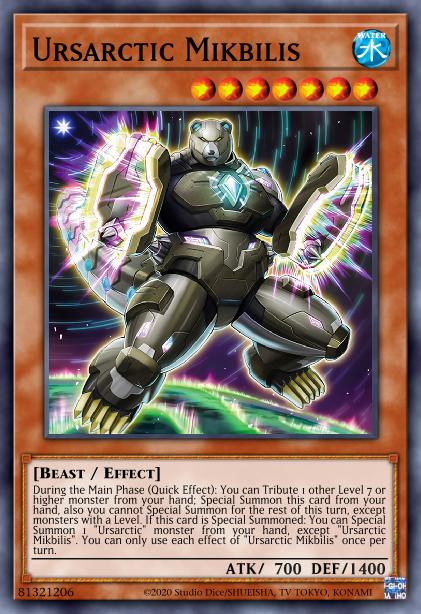 URSARCTIC MIKBILIS
WATER
水
[BEAST / EFFECT]
During the Main Phase (Quick Effect): You can Tribute 1 other Level 7 or
higher monster from your hand; Special Summon this card from your
hand, also you cannot Special Summon for the rest of this turn, except
monsters with a Level. If this card is Special Summoned: You can Special
Summon 1 "Ursarctic" monster from your hand, except "Ursarctic
Mikbilis". You can only use each effect of "Ursarctic Mikbilis" once per
turn.
ATK/ 700 DEF/1400
81321206
©2020 Studio Dice/SHUEISHA, TV TOKYO, KONAMI